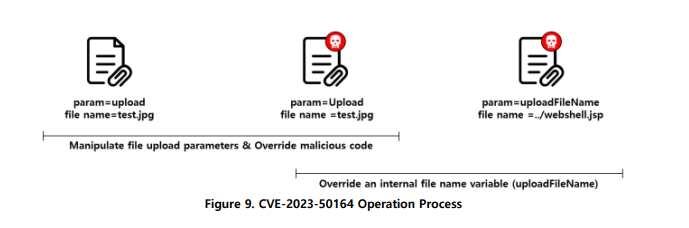 param=upload
file name=test.jpg
param=Upload
file name =test.jpg
param=uploadFileName
file name =../webshell.jsp
Manipulate file upload parameters & Override malicious code
Override an internal file name variable (uploadFileName)
Figure 9. CVE-2023-50164 Operation Process